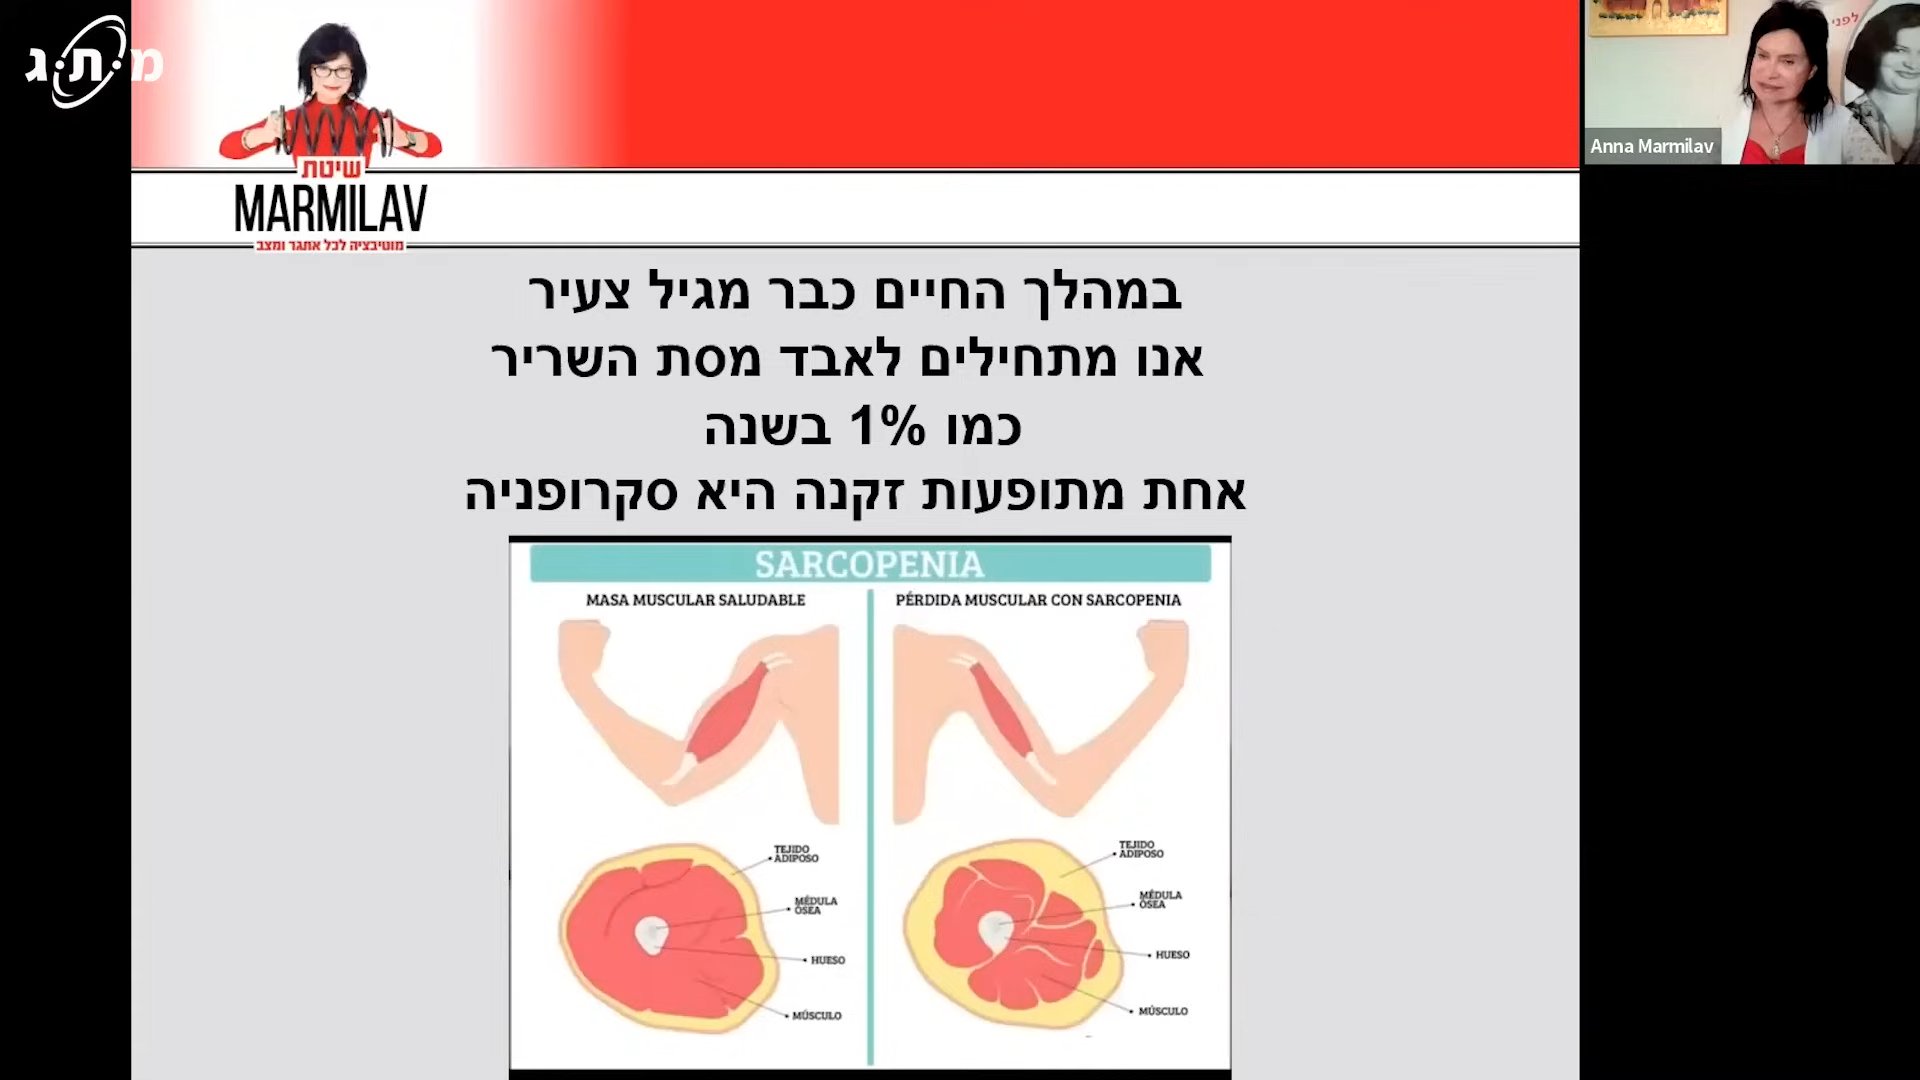 מ.ת.ג
שיטת
MARMILAV
מוטיבציה לכל אתגר ומצב
לפני
Anna Marmilav
במהלך החיים כבר מגיל צעיר
אנו מתחילים לאבד מסת השריר
כמו 1% בשנה
אחת מתופעות זקנה היא סקרופניה
SARCOPENIA
MASA MUSCULAR SALUDABLE
TEJIDO
ADIPOSO
MÉDULA
ÓSEA
HUESO
MÚSCULO
PÉRDIDA MUSCULAR CON SARCOPENIA
TEJIDO
ADIPOSO
MÉDULA
ÓSEA
HUESO
MÚSCULO